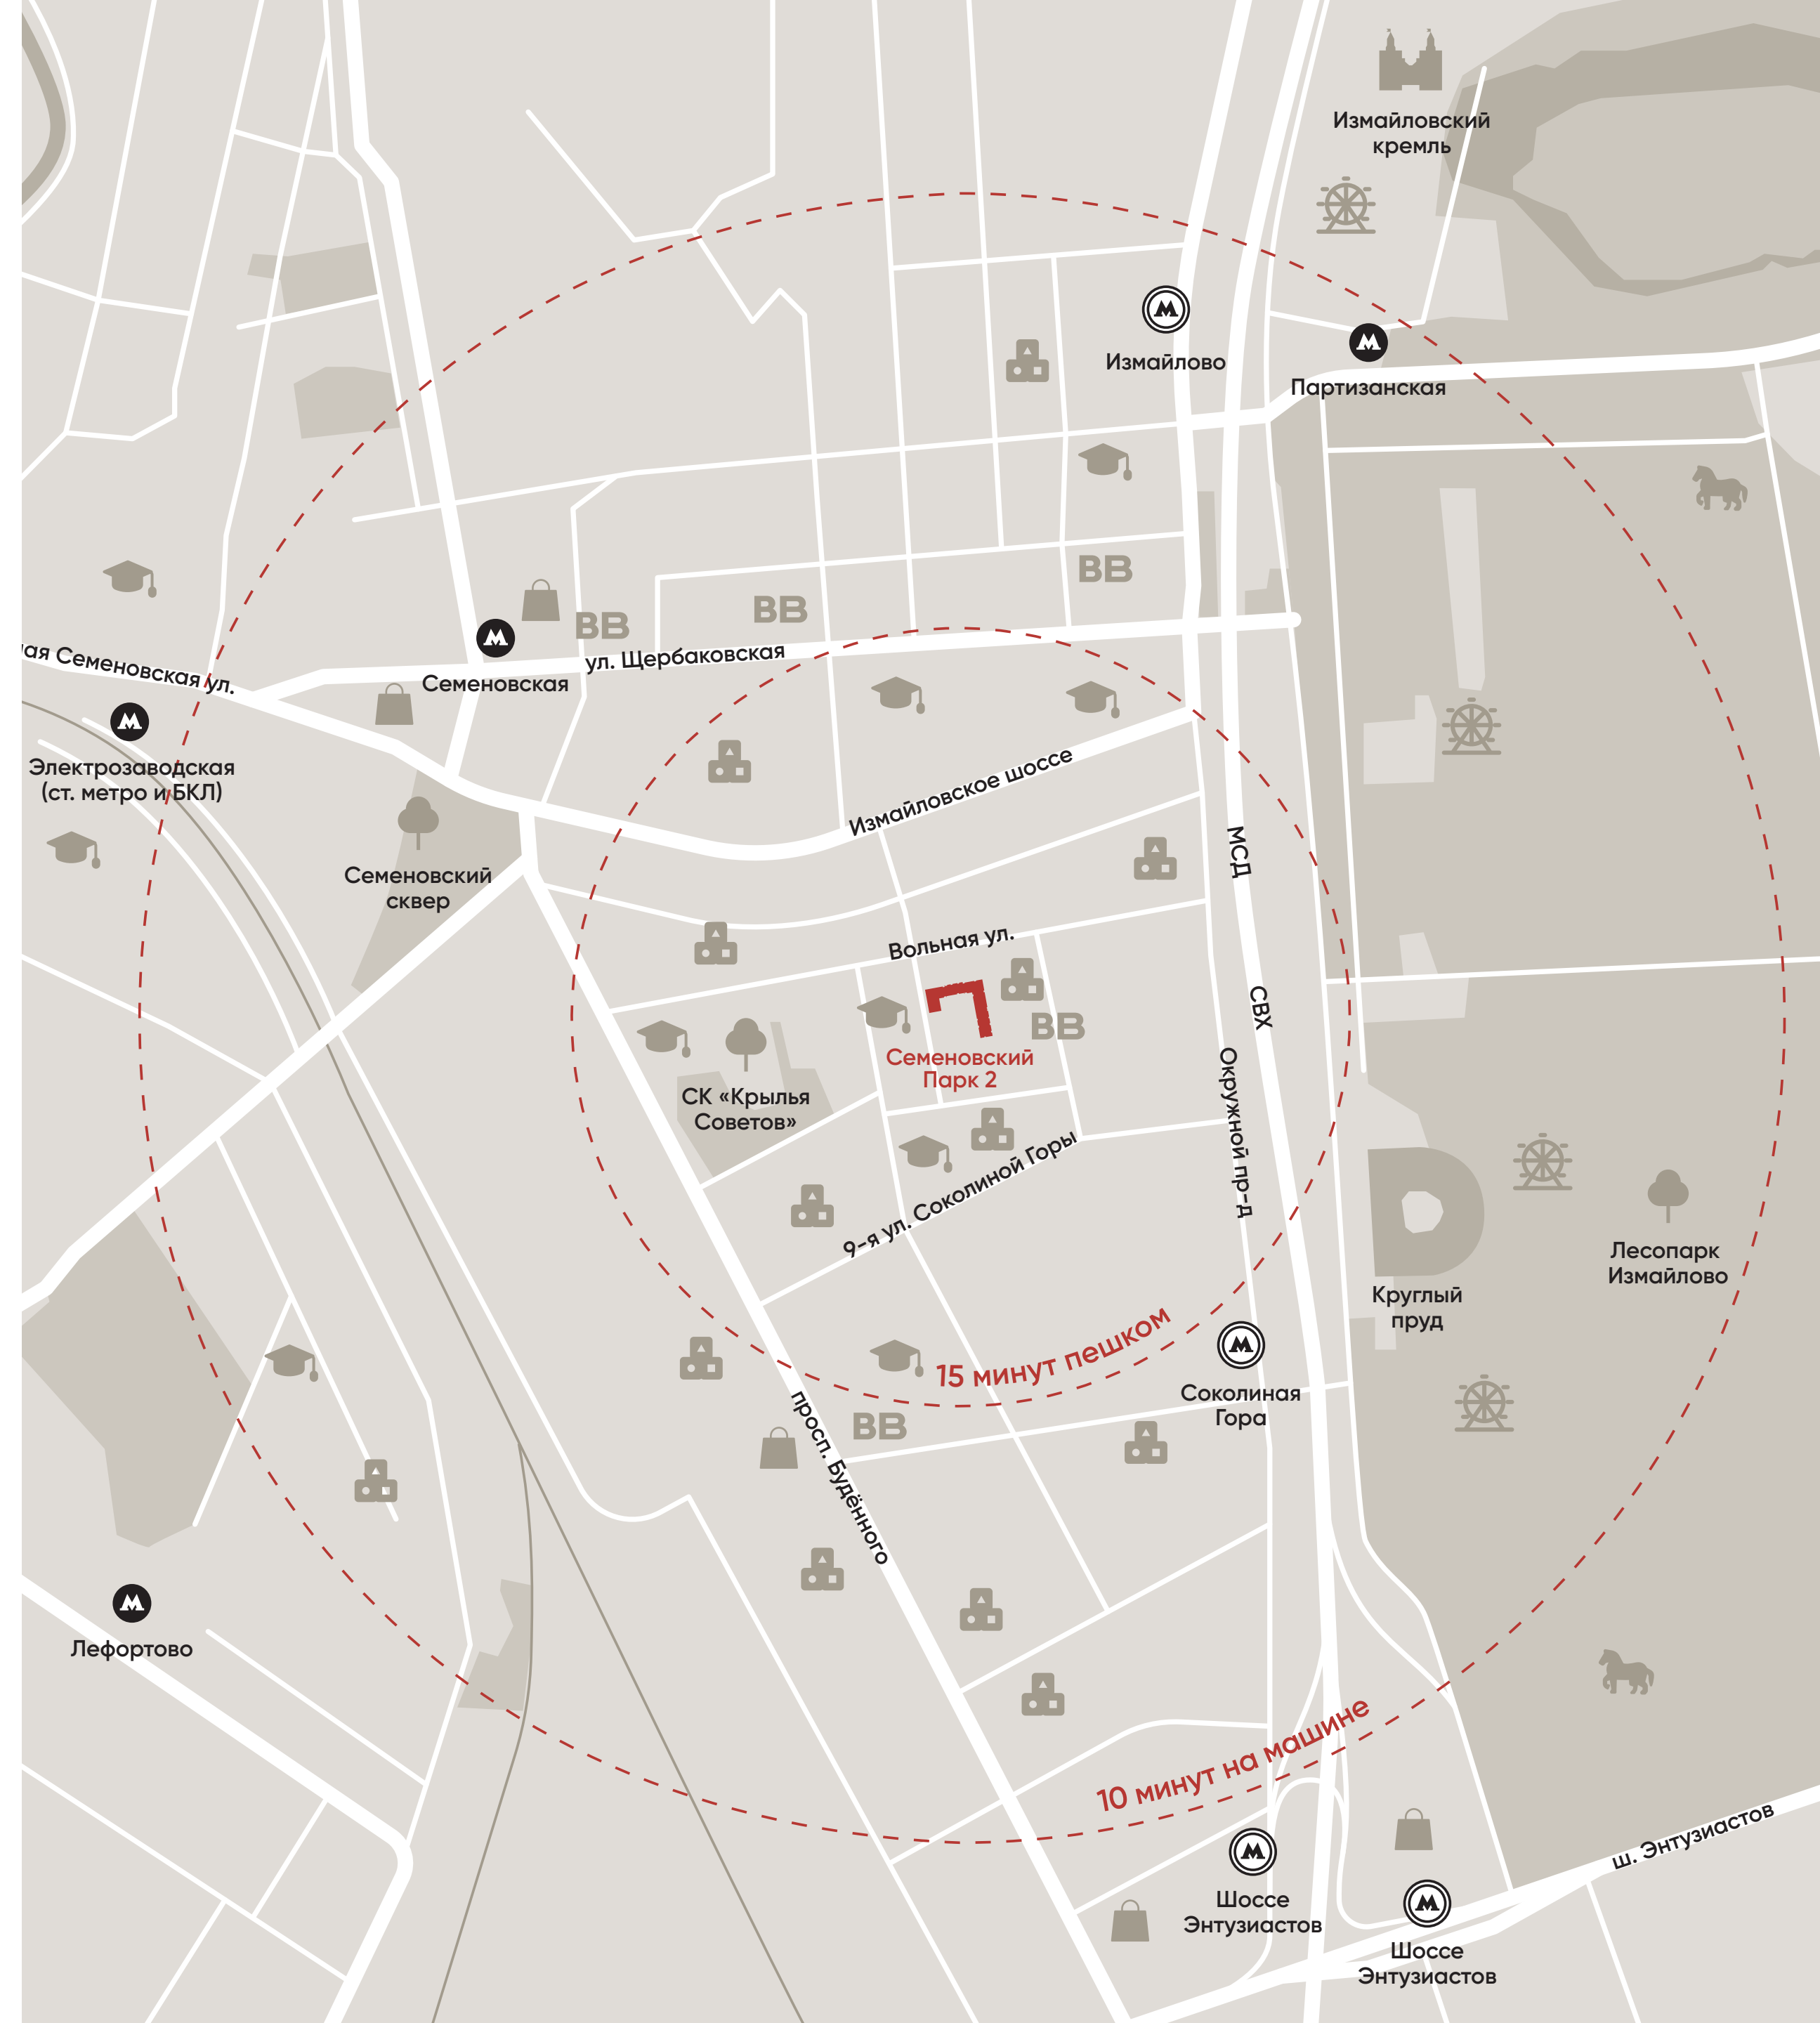 Измайловский
кремль
Измайлово
Партизанская
ВВ
ВВ
ВВ
ул. Щербаковская
Семеновская
ая Семеновская ул.
Электрозаводская
(ст. метро и БКЛ)
Измайловское шоссе
МСД
Семеновский
сквер
Вольная ул.
СВХ
ВВ
Семеновский
Парк 2
СК «Крылья
Советов»
Окружной пр-д
9-я ул. Соколиной Горы
Лесопарк
Измайлово
Круглый
пруд
15 минут пешком
Соколиная
Гора
просп. Будённого
ВВ
Лефортово
10 минут на машине
ш. Энтузиастов
Шоссе
Энтузиастов
Шоссе
Энтузиастов